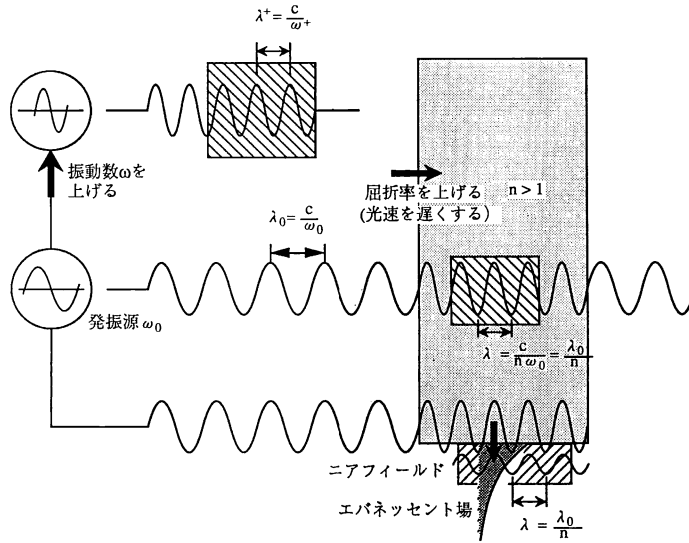 λ⁺= c/ω⁺
振動数ωを
上げる
屈折率を上げる
(光速を遅くする)
n > 1
λ₀= c/ω₀
発振源 ω₀
λ = c/n ω₀ = λ₀/n
ニアフィールド
エバネッセント場
λ = λ₀/n